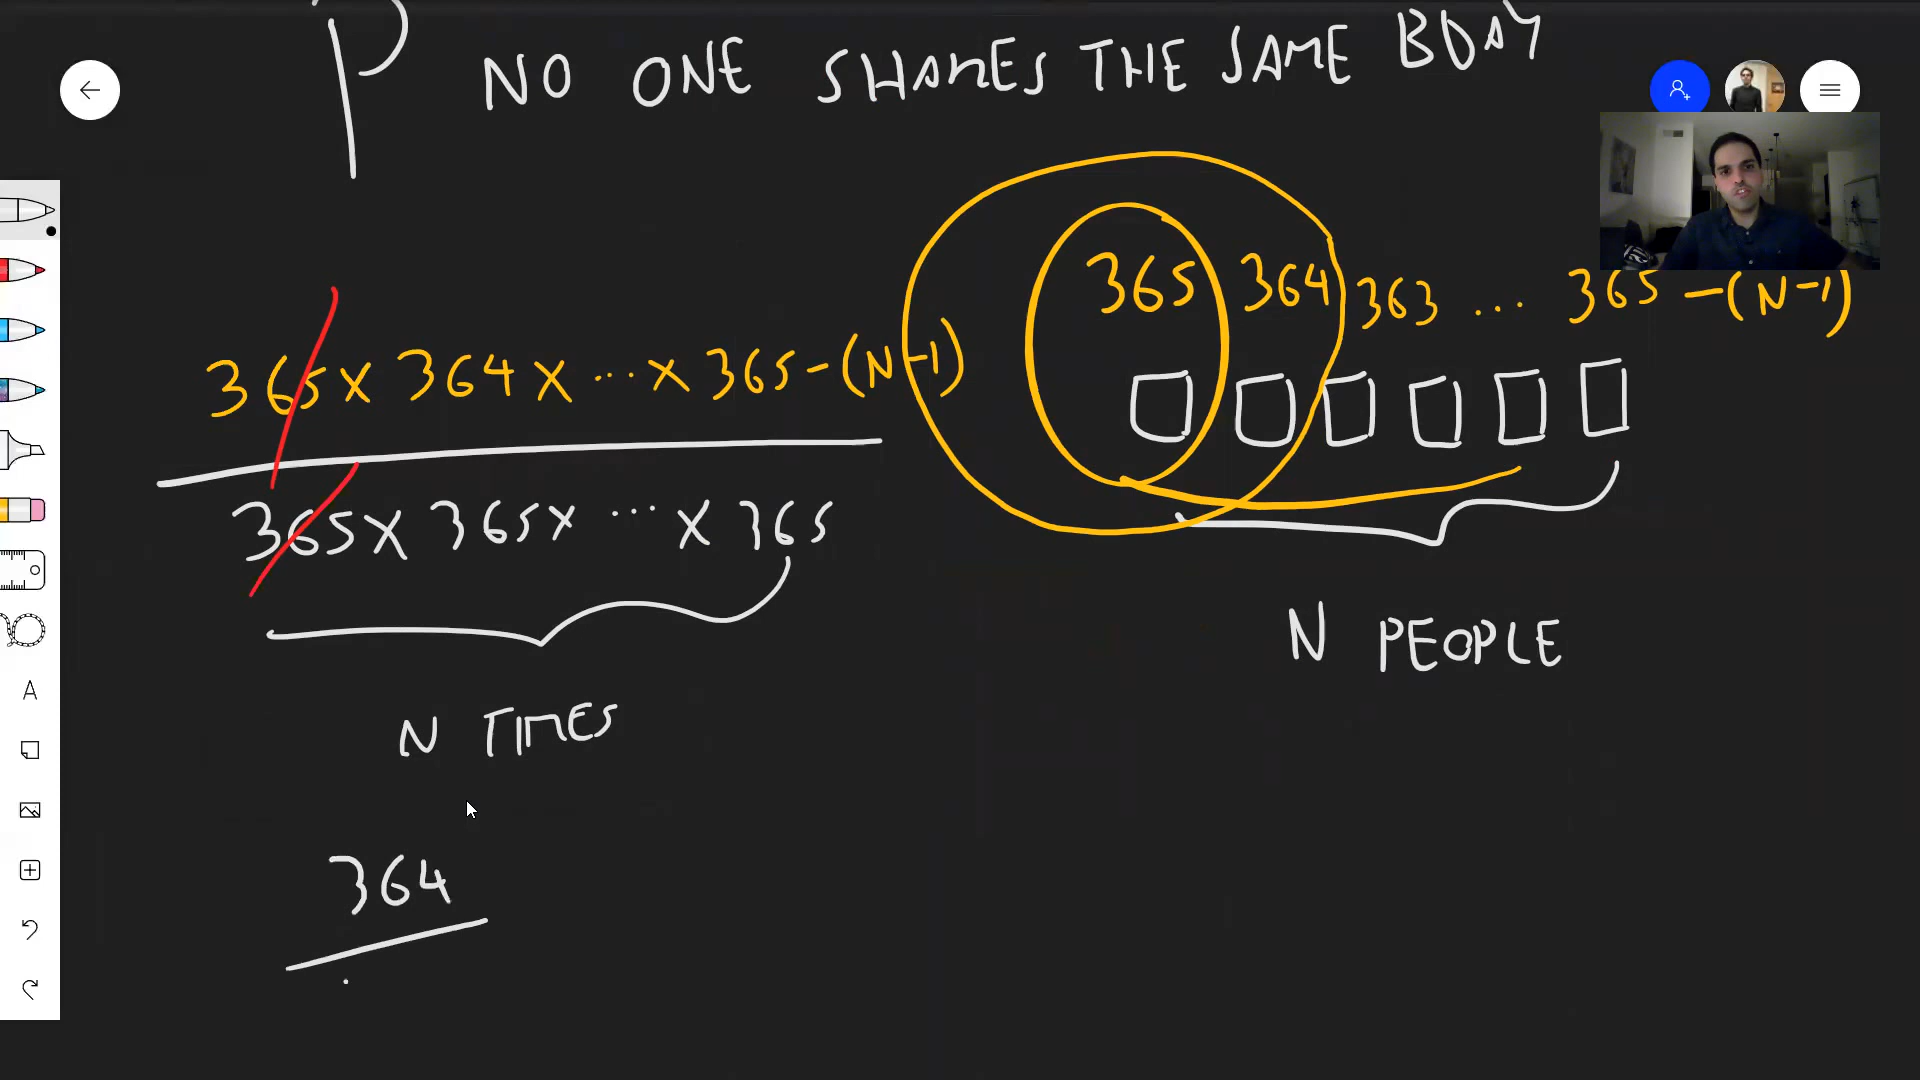 P NO ONE SHARES THE SAME BDAY
365 364 363 ... 365 -(N-1)
365 X 364 X ... X 365 -(N-1)
365 X 365 X ... X 365
N PEOPLE
N TIMES
A
364